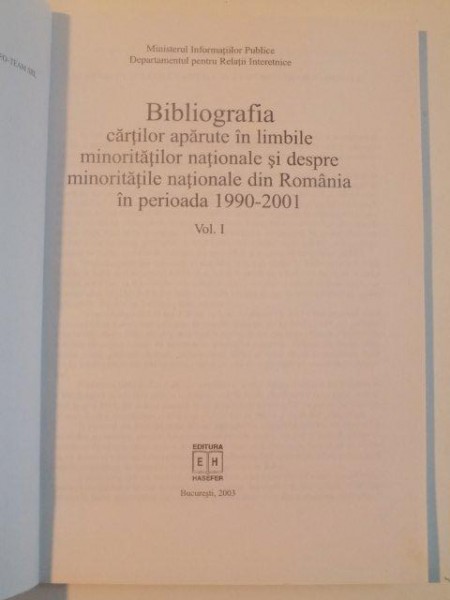 Ministerul Informațiilor Publice
Departamentul pentru Relații Interetnice
Bibliografia
cărților apărute în limbile
minorităților naționale și despre
minoritățile naționale din România
în perioada 1990-2001
Vol. I
EDITURA
E H
HASEFER
București, 2003